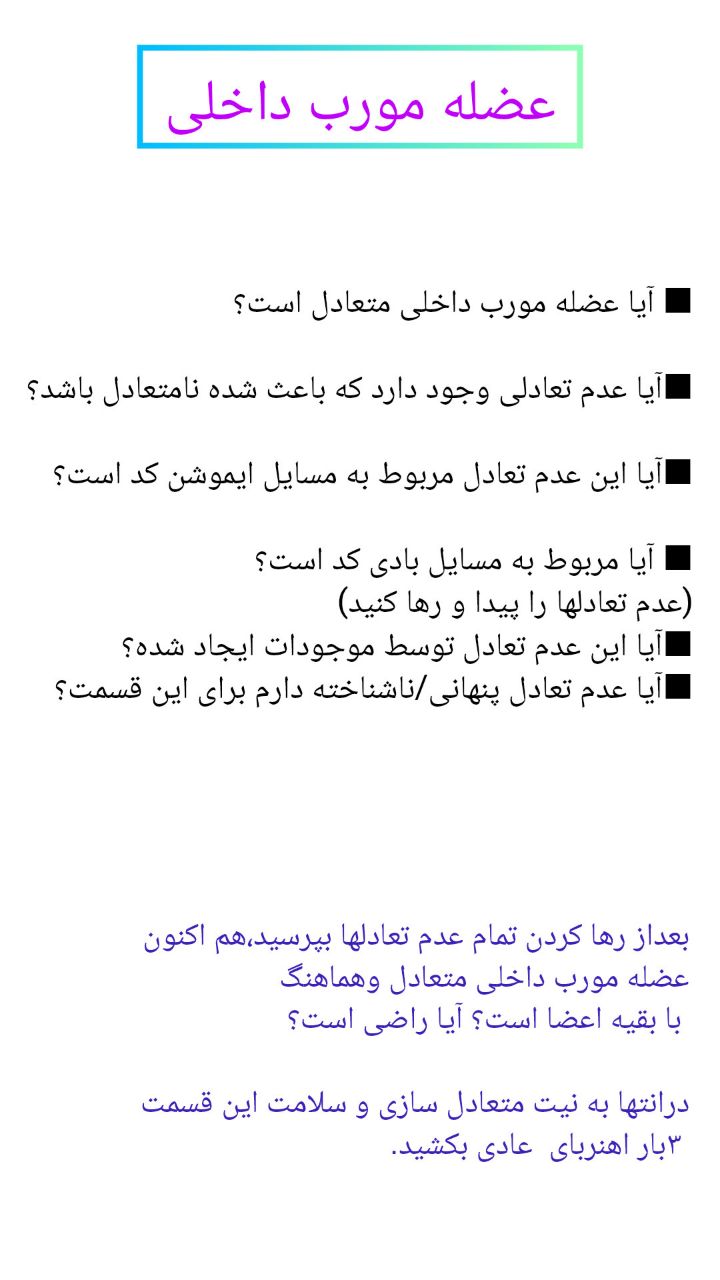 عضله مورب داخلی
■ آیا عضله مورب داخلی متعادل است؟
■آیا عدم تعادلی وجود دارد که باعث شده نامتعادل باشد؟
■آیا این عدم تعادل مربوط به مسایل ایموشن کد است؟
■ آیا مربوط به مسایل بادی کد است؟
(عدم تعادلها را پیدا و رها کنید)
■آیا این عدم تعادل توسط موجودات ایجاد شده؟
■آیا عدم تعادل پنهانی/ناشناخته دارم برای این قسمت؟
بعداز رها کردن تمام عدم تعادلها بپرسید،هم اکنون
عضله مورب داخلی متعادل وهماهنگ
با بقیه اعضا است؟ آیا راضی است؟
درانتها به نیت متعادل سازی و سلامت این قسمت
۳بار اهنربای عادی بکشید.